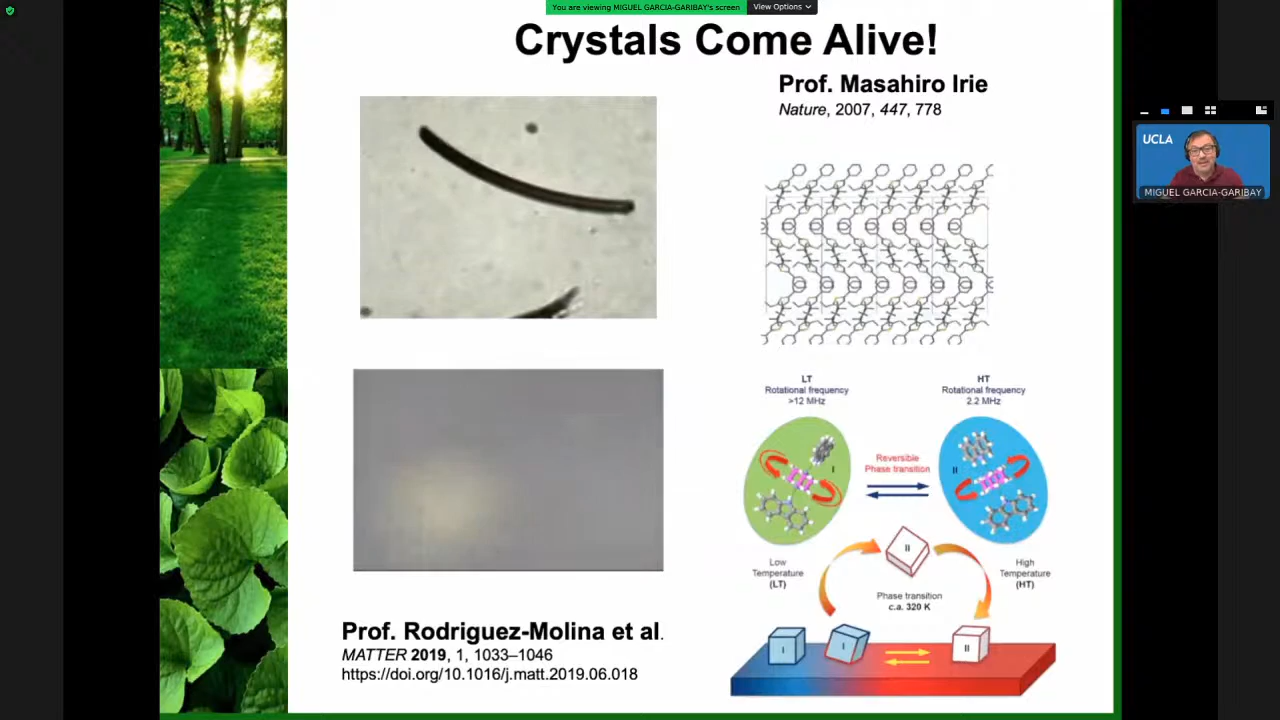 You are viewing MIGUEL GARCIA-GARIBAY's screen
View Options
Crystals Come Alive!
Prof. Masahiro Irie
Nature, 2007, 447, 778
UCLA
MIGUEL GARCIA-GARIBAY
LT
Rotational frequency
>12 MHz
HT
Rotational frequency
2.2 MHz
I
Reversible
Phase transition
II
II
Low
Temperature
(LT)
High
Temperature
(HT)
Phase transition
c.a. 320 K
I
I
II
Prof. Rodriguez-Molina et al.
MATTER 2019, 1, 1033–1046
https://doi.org/10.1016/j.matt.2019.06.018